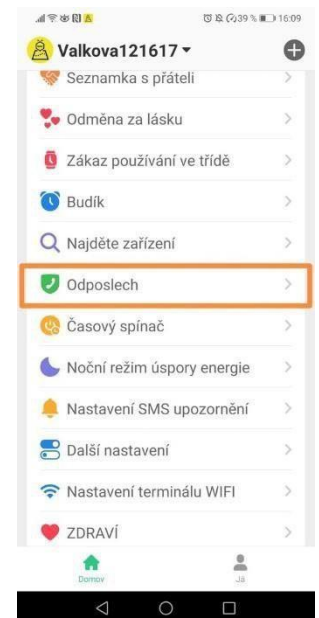 39 % 16:09
Valkova121617
Seznamka s přáteli
Odměna za lásku
Zákaz používání ve třídě
Budík
Najděte zařízení
Odposlech
Časový spínač
Noční režim úspory energie
Nastavení SMS upozornění
Další nastavení
Nastavení terminálu WIFI
ZDRAVÍ
Domov Já